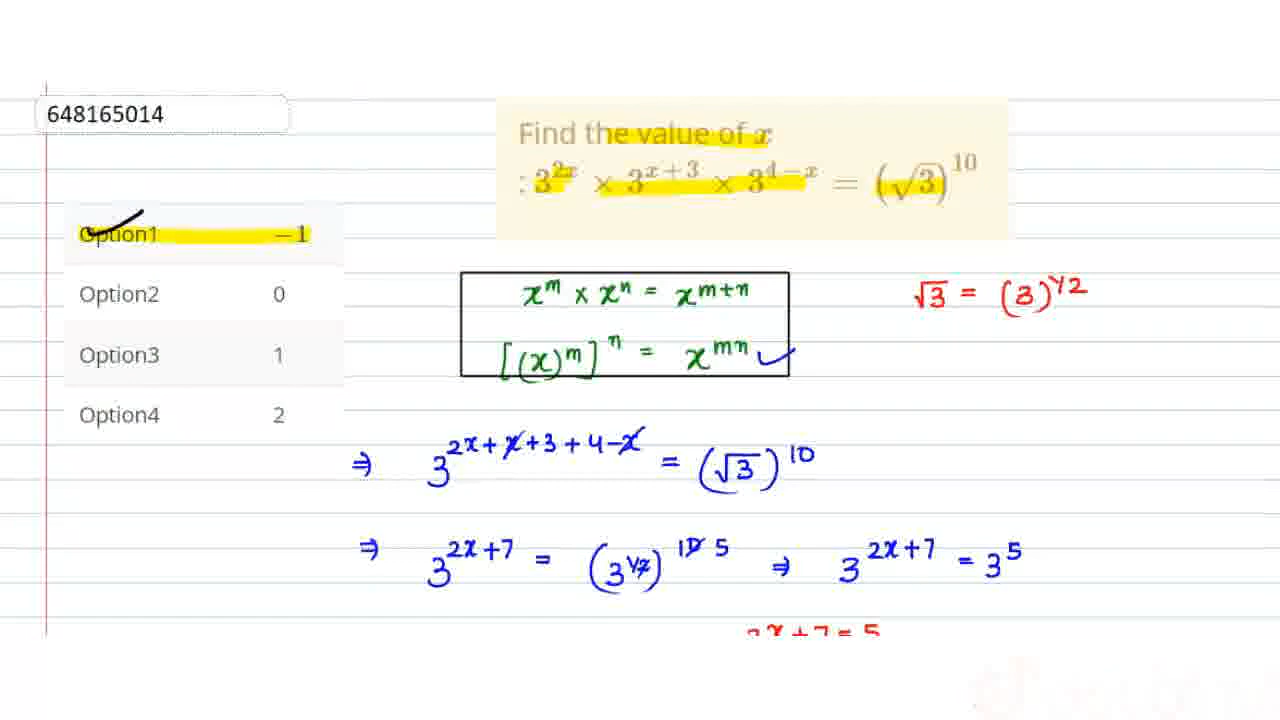 648165014
Find the value of x
: 3^{2x} × 3^{x+3} × 3^{4−x} = (√3)^{10}
Option1 −1
Option2 0
Option3 1
Option4 2
x^m × x^n = x^{m+n}
[(x)^m]^n = x^{mn}
√3 = (3)^{1/2}
⇒ 3^{2x+x+3+4-x} = (√3)^{10}
⇒ 3^{2x+7} = (3^{1/2})^{10 5} ⇒ 3^{2x+7} = 3^5
2x+7=5